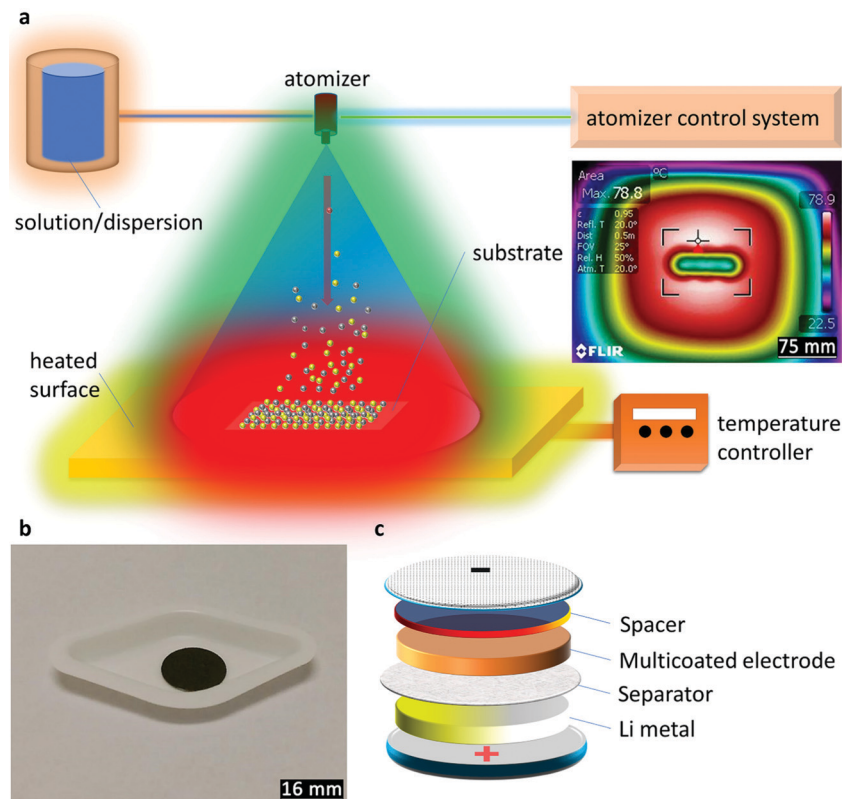 a
atomizer
atomizer control system
solution/dispersion
substrate
heated
surface
temperature
controller
Area
°C
Max. 78.8
ε 0.95
Refl. T 20.0°
Dist 0.5m
FOV 25°
Rel. H 50%
Atm. T 20.0°
78.9
22.5
FLIR
75 mm
b
16 mm
c
-
Spacer
Multicoated electrode
Separator
Li metal
+